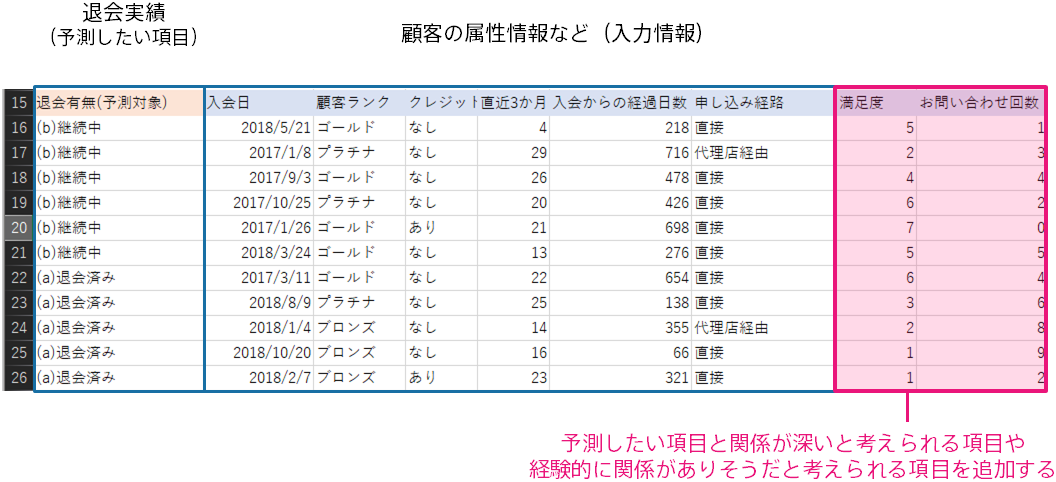 退会実績
(予測したい項目)
顧客の属性情報など（入力情報）
15 退会有無(予測対象) 入会日 顧客ランク クレジット 直近3か月 入会からの経過日数 申し込み経路 満足度 お問い合わせ回数
16 (b)継続中 2018/5/21 ゴールド なし 4 218 直接 5 1
17 (b)継続中 2017/1/8 プラチナ なし 29 716 代理店経由 2 3
18 (b)継続中 2017/9/3 ゴールド なし 26 478 直接 4 4
19 (b)継続中 2017/10/25 プラチナ なし 20 426 直接 6 2
20 (b)継続中 2017/1/26 ゴールド あり 21 698 直接 7 0
21 (b)継続中 2018/3/24 ゴールド なし 13 276 直接 5 5
22 (a)退会済み 2017/3/11 ゴールド なし 22 654 直接 6 4
23 (a)退会済み 2018/8/9 プラチナ なし 25 138 直接 3 6
24 (a)退会済み 2018/1/4 ブロンズ なし 14 355 代理店経由 2 8
25 (a)退会済み 2018/10/20 ブロンズ なし 16 66 直接 1 9
26 (a)退会済み 2018/2/7 ブロンズ あり 23 321 直接 1 2
予測したい項目と関係が深いと考えられる項目や
経験的に関係がありそうだと考えられる項目を追加する